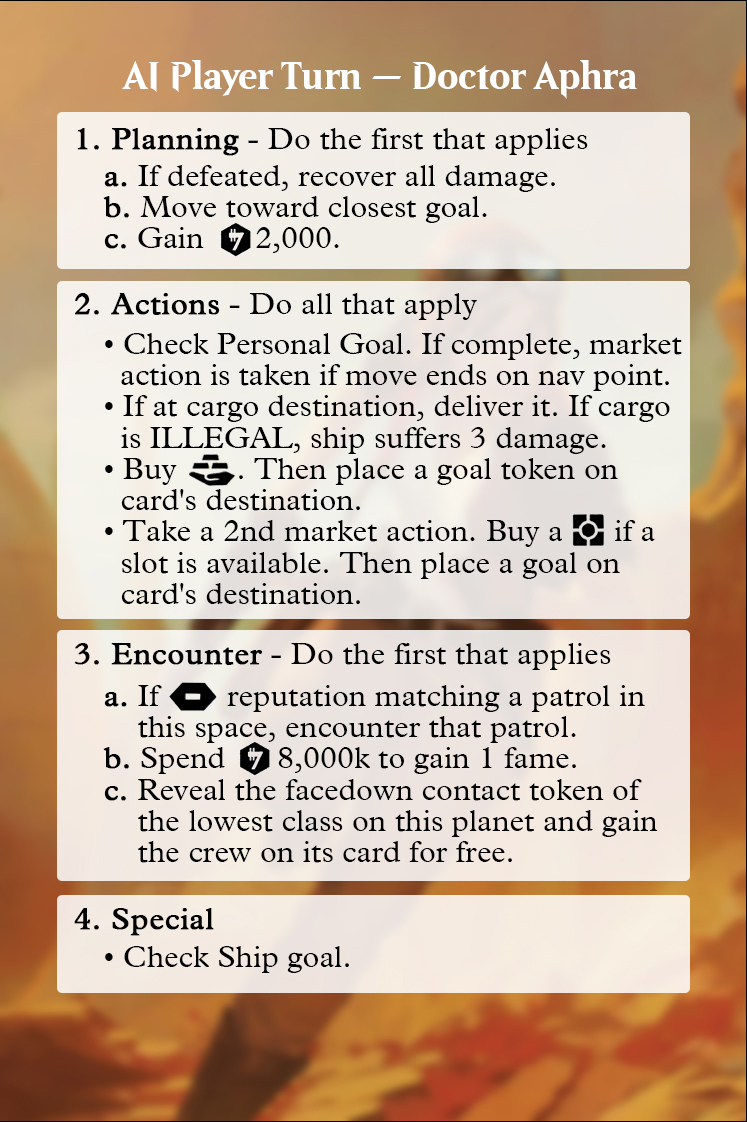 AI Player Turn — Doctor Aphra
1. Planning - Do the first that applies
a. If defeated, recover all damage.
b. Move toward closest goal.
c. Gain 2,000.
2. Actions - Do all that apply
• Check Personal Goal. If complete, market
action is taken if move ends on nav point.
• If at cargo destination, deliver it. If cargo
is ILLEGAL, ship suffers 3 damage.
• Buy . Then place a goal token on
card's destination.
• Take a 2nd market action. Buy a if a
slot is available. Then place a goal on
card's destination.
3. Encounter - Do the first that applies
a. If reputation matching a patrol in
this space, encounter that patrol.
b. Spend 8,000k to gain 1 fame.
c. Reveal the facedown contact token of
the lowest class on this planet and gain
the crew on its card for free.
4. Special
• Check Ship goal.